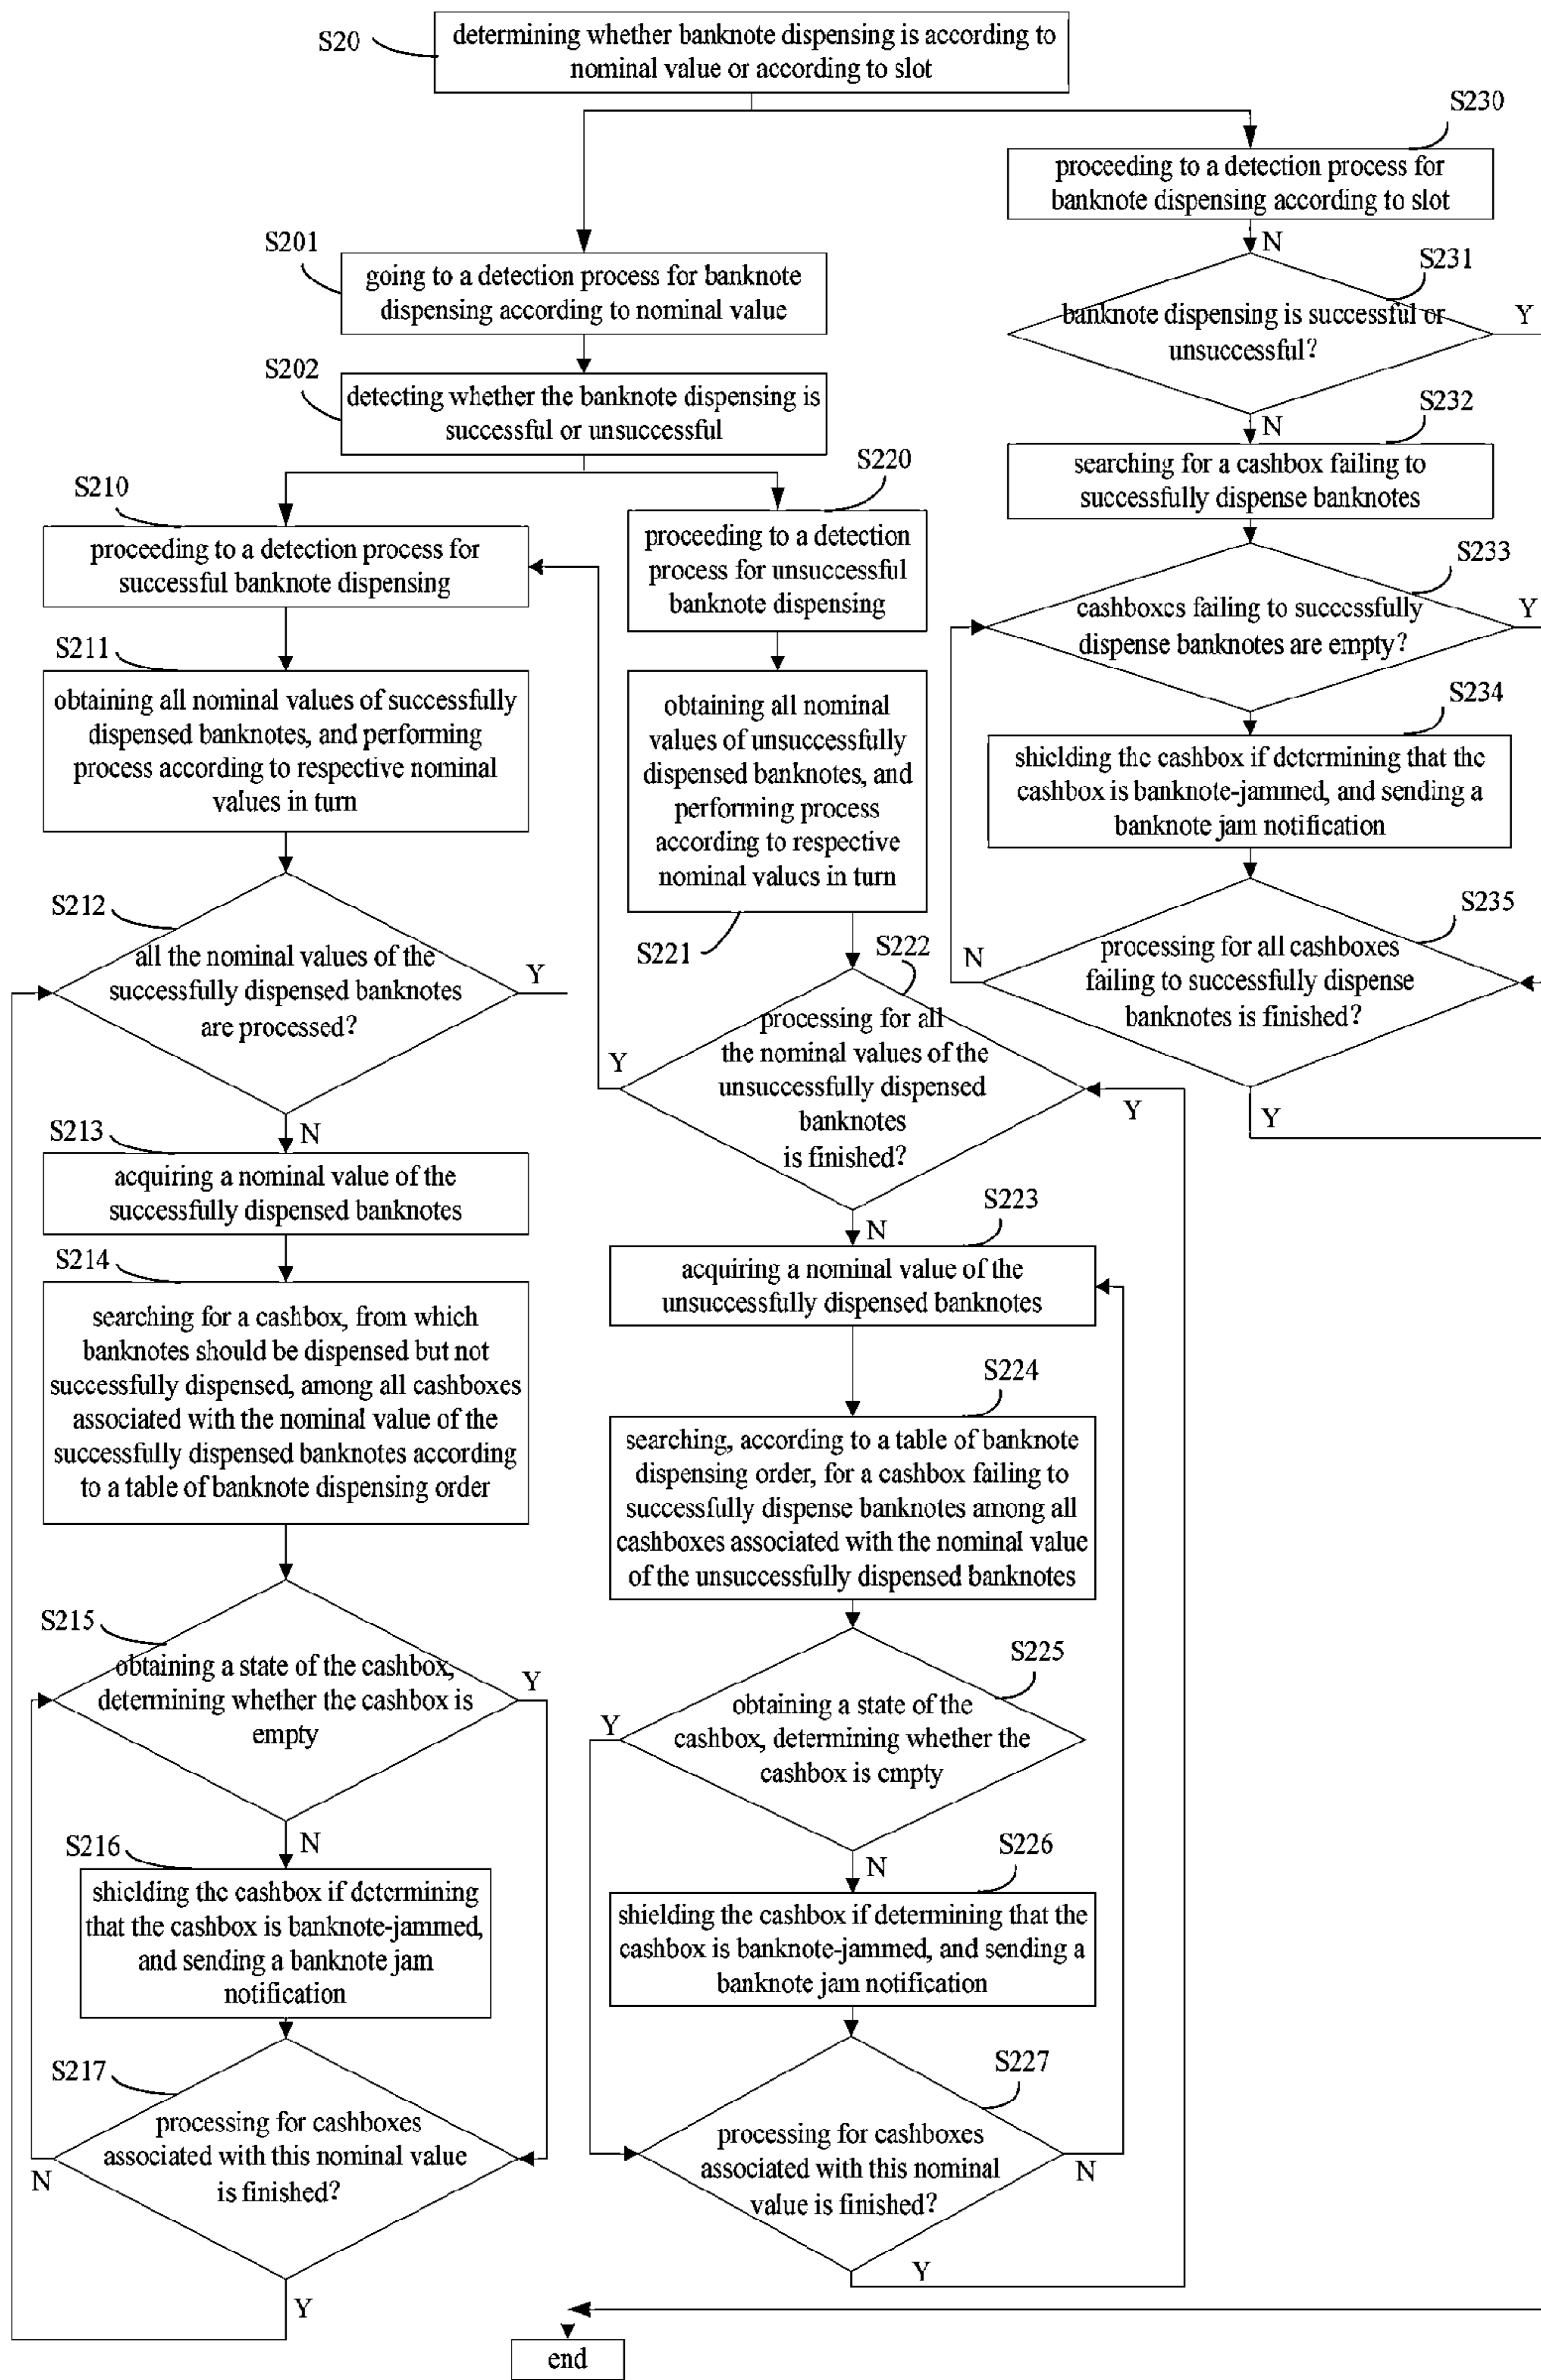 S20
determining whether banknote dispensing is according to
nominal value or according to slot
S230
proceeding to a detection process for
banknote dispensing according to slot
N
S201
going to a detection process for banknote
dispensing according to nominal value
S231
banknote dispensing is successful or
unsuccessful?
Y
N
S202
detecting whether the banknote dispensing is
successful or unsuccessful
S232
searching for a cashbox failing to
successfully dispense banknotes
S210
proceeding to a detection process for
successful banknote dispensing
S220
proceeding to a detection
process for unsuccessful
banknote dispensing
S233
cashboxes failing to successfully
dispense banknotes are empty?
Y
S211
obtaining all nominal values of successfully
dispensed banknotes, and performing
process according to respective nominal
values in turn
S221
obtaining all nominal
values of unsuccessfully
dispensed banknotes, and
performing process
according to respective
nominal values in turn
S234
shielding the cashbox if determining that the
cashbox is banknote-jammed, and sending a
banknote jam notification
S212
all the nominal values of the
successfully dispensed banknotes
are processed?
Y
N
S222
processing for all
the nominal values of the
unsuccessfully dispensed
banknotes
is finished?
Y
Y
N
S235
processing for all cashboxes
failing to successfully dispense
banknotes is finished?
N
Y
S213
acquiring a nominal value of the
successfully dispensed banknotes
S223
acquiring a nominal value of the
unsuccessfully dispensed banknotes
S214
searching for a cashbox, from which
banknotes should be dispensed but not
successfully dispensed, among all cashboxes
associated with the nominal value of the
successfully dispensed banknotes according
to a table of banknote dispensing order
S224
searching, according to a table of banknote
dispensing order, for a cashbox failing to
successfully dispense banknotes among all
cashboxes associated with the nominal value
of the unsuccessfully dispensed banknotes
S215
obtaining a state of the cashbox,
determining whether the cashbox is
empty
Y
N
S225
obtaining a state of the
cashbox, determining whether the
cashbox is empty
Y
N
S216
shielding the cashbox if determining
that the cashbox is banknote-jammed,
and sending a banknote jam
notification
S226
shielding the cashbox if determining that the
cashbox is banknote-jammed, and sending a
banknote jam notification
S217
processing for cashboxes
associated with this nominal value
is finished?
N
Y
S227
processing for cashboxes
associated with this nominal
value is finished?
N
Y
end